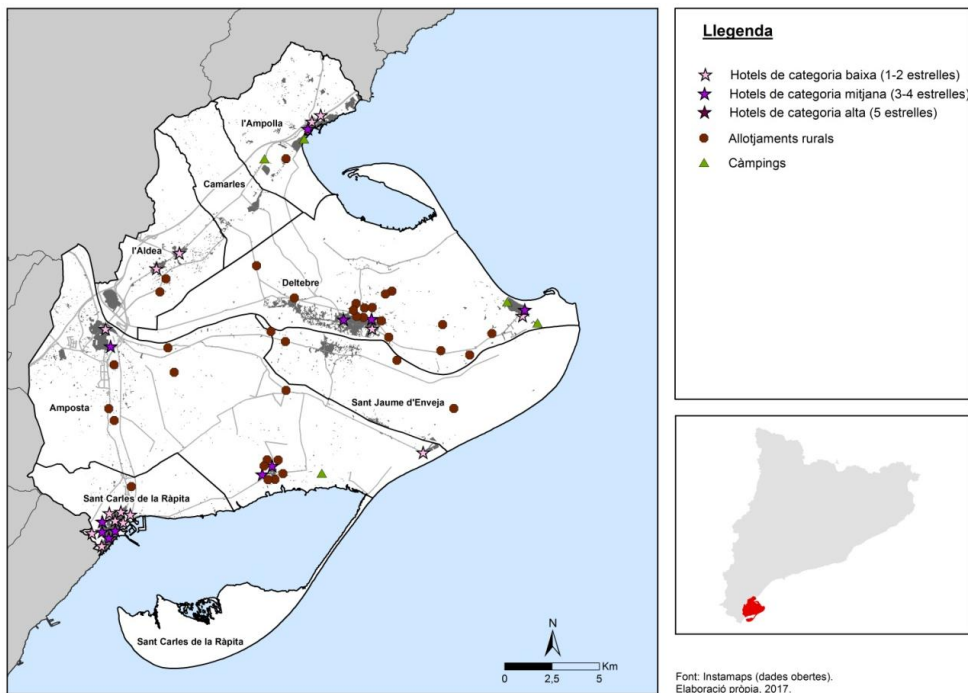 Llegenda
Hotels de categoria baixa (1-2 estrelles)
Hotels de categoria mitjana (3-4 estrelles)
Hotels de categoria alta (5 estrelles)
Allotjaments rurals
Càmpings
l'Ampolla
Camarles
l'Aldea
Deltebre
Sant Jaume d'Enveja
Amposta
Sant Carles de la Ràpita
Sant Carles de la Ràpita
N
Km
0 2,5 5
Font: Instamaps (dades obertes).
Elaboració pròpia. 2017.